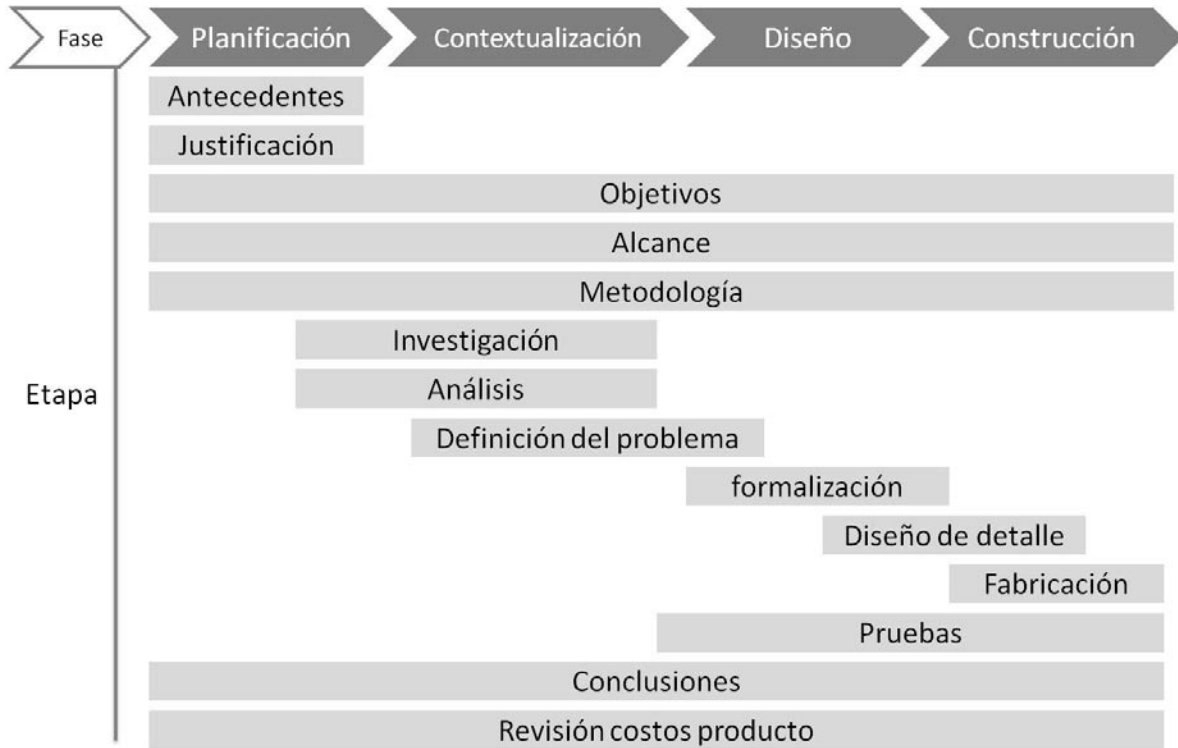 Fase
Planificación
Contextualización
Diseño
Construcción
Antecedentes
Justificación
Objetivos
Alcance
Metodología
Investigación
Etapa
Análisis
Definición del problema
formalización
Diseño de detalle
Fabricación
Pruebas
Conclusiones
Revisión costos producto